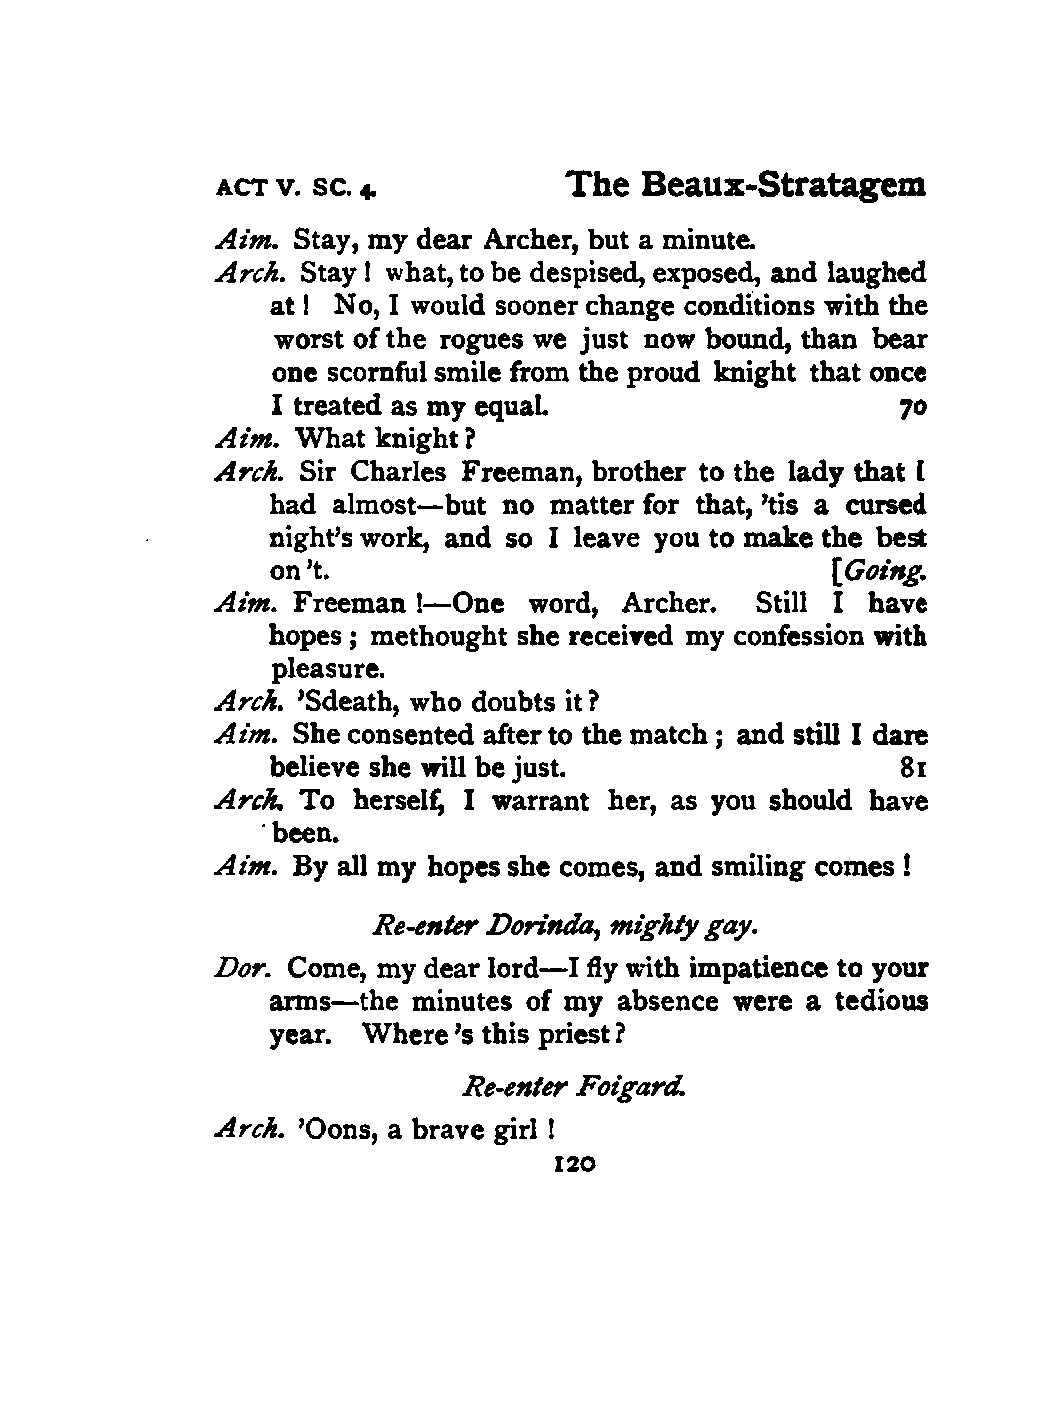 ACT V. SC. 4 The Beaux-Stratagem
Aim. Stay, my dear Archer, but a minute.
Arch. Stay! what, to be despised, exposed, and laughed
at! No, I would sooner change conditions with the
worst of the rogues we just now bound, than bear
one scornful smile from the proud knight that once
I treated as my equal. 70
Aim. What knight?
Arch. Sir Charles Freeman, brother to the lady that I
had almost—but no matter for that, 'tis a cursed
night's work, and so I leave you to make the best
on 't. [Going.
Aim. Freeman!—One word, Archer. Still I have
hopes; methought she received my confession with
pleasure.
Arch. 'Sdeath, who doubts it?
Aim. She consented after to the match; and still I dare
believe she will be just. 81
Arch. To herself, I warrant her, as you should have
been.
Aim. By all my hopes she comes, and smiling comes!
Re-enter Dorinda, mighty gay.
Dor. Come, my dear lord—I fly with impatience to your
arms—the minutes of my absence were a tedious
year. Where 's this priest?
Re-enter Foigard.
Arch. 'Oons, a brave girl!
120